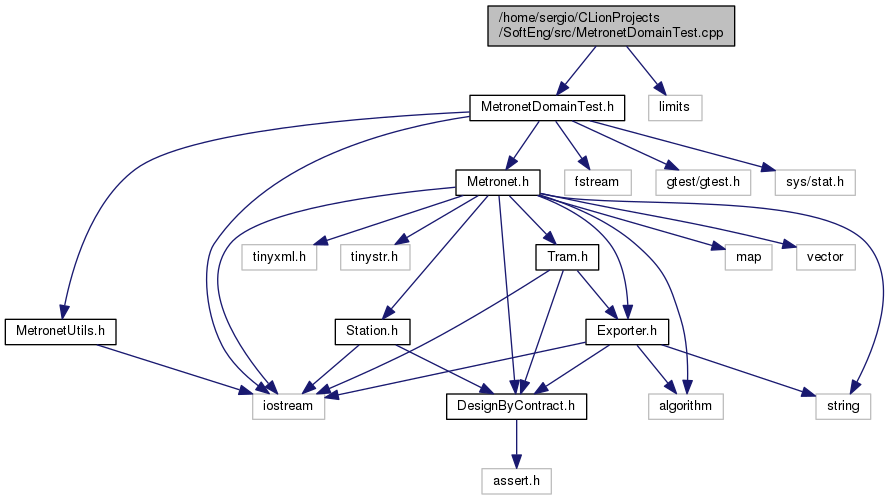 /home/sergio/CLionProjects
/SoftEng/src/MetronetDomainTest.cpp
MetronetDomainTest.h
limits
Metronet.h
fstream
gtest/gtest.h
sys/stat.h
tinyxml.h
tinystr.h
Tram.h
map
vector
MetronetUtils.h
Station.h
Exporter.h
iostream
DesignByContract.h
algorithm
string
assert.h